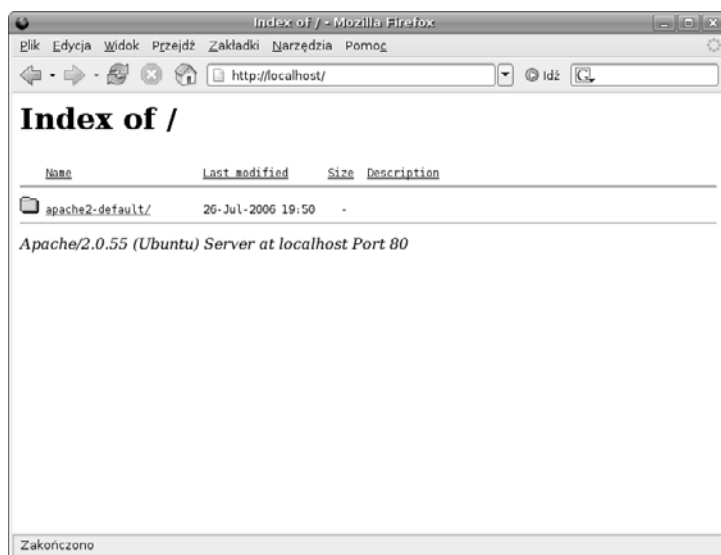 Index of / - Mozilla Firefox
Plik Edycja Widok Przejdź Zakładki Narzędzia Pomoc
http://localhost/ Idź G
Index of /
Name Last modified Size Description
apache2-default/ 26-Jul-2006 19:50 -
Apache/2.0.55 (Ubuntu) Server at localhost Port 80
Zakończono